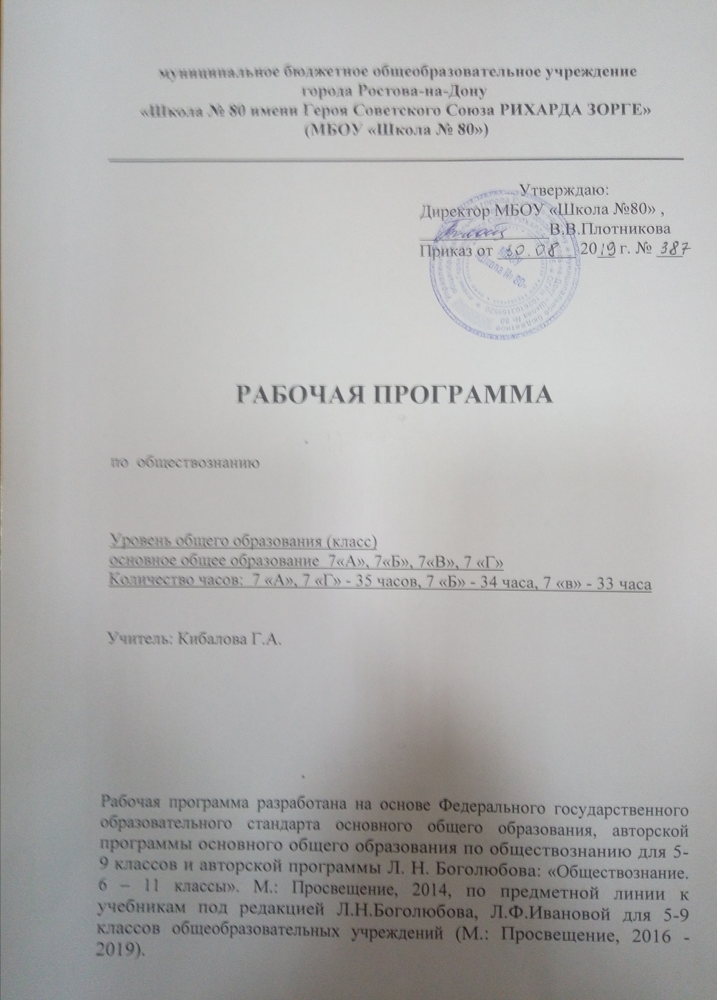 муниципальное бюджетное общеобразовательное учреждение
города Ростова-на-Дону
«Школа № 80 имени Героя Советского Союза РИХАРДА ЗОРГЕ»
(МБОУ «Школа № 80»)
Утверждаю:
Директор МБОУ «Школа №80» ,
В.В.Плотникова
Приказ от 30.08 2019 г. № 387
МБОУ
«Школа № 80»
РАБОЧАЯ ПРОГРАММА
по обществознанию
Уровень общего образования (класс)
основное общее образование 7«А», 7«Б», 7«В», 7 «Г»
Количество часов: 7 «А», 7 «Г» - 35 часов, 7 «Б» - 34 часа, 7 «в» - 33 часа
Учитель: Кибалова Г.А.
Рабочая программа разработана на основе Федерального государственного
образовательного стандарта основного общего образования, авторской
программы основного общего образования по обществознанию для 5-
9 классов и авторской программы Л. Н. Боголюбова: «Обществознание.
6 – 11 классы». М.: Просвещение, 2014, по предметной линии к
учебникам под редакцией Л.Н.Боголюбова, Л.Ф.Ивановой для 5-9
классов общеобразовательных учреждений (М.: Просвещение, 2016 -
2019).